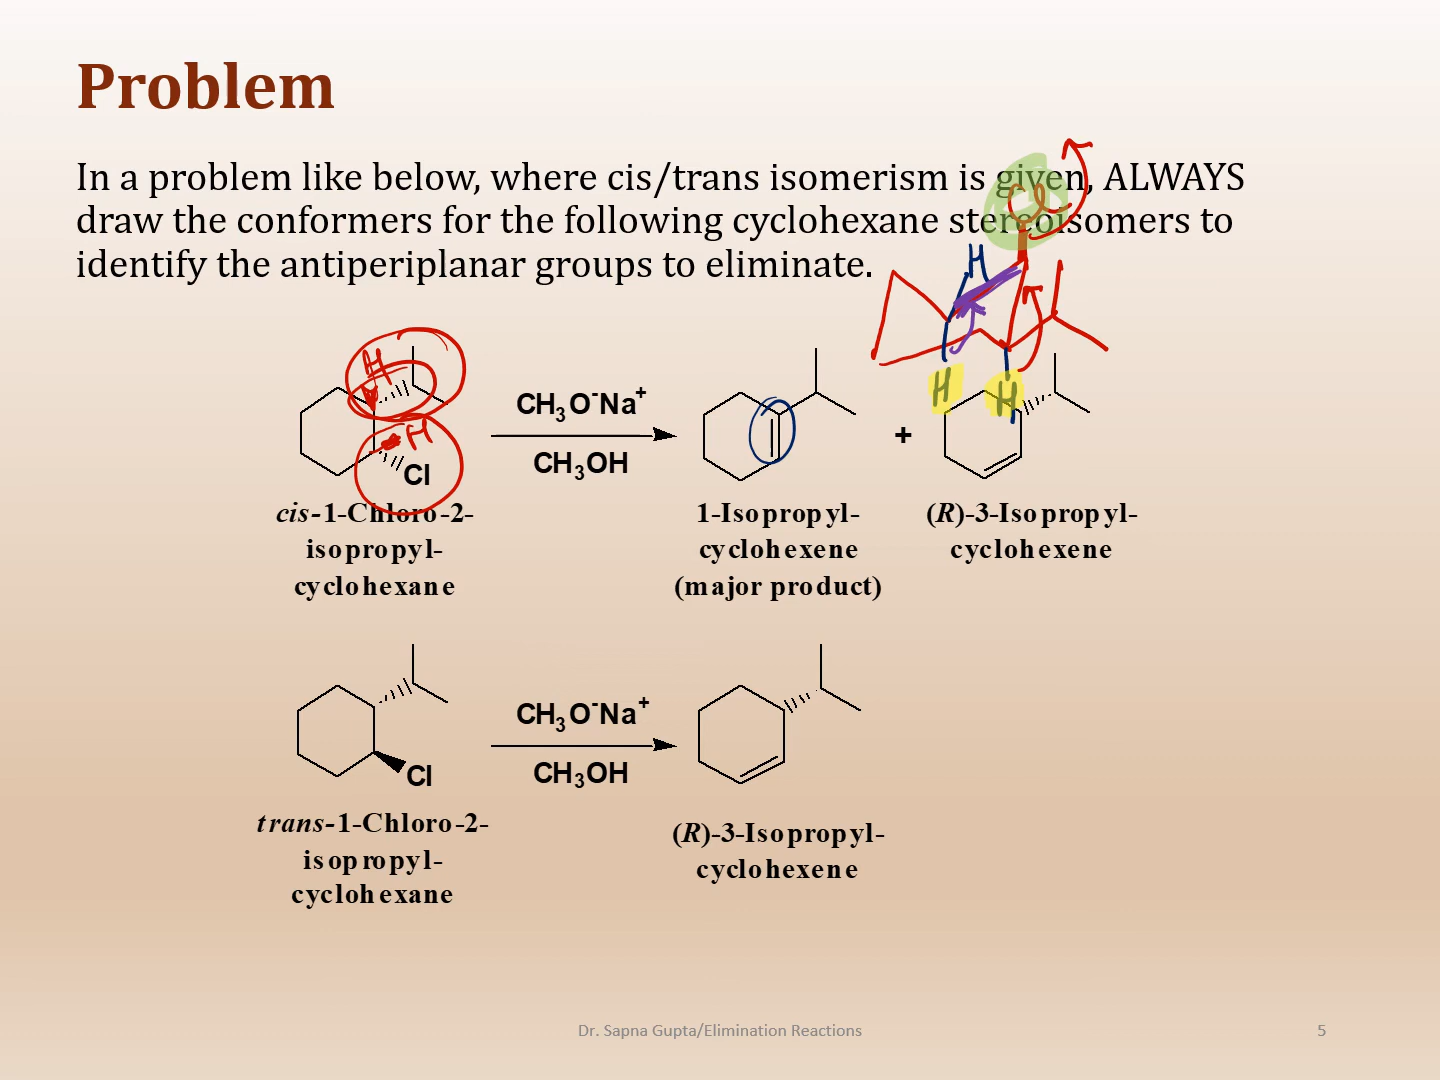 Problem
In a problem like below, where cis/trans isomerism is given, ALWAYS
draw the conformers for the following cyclohexane stereoisomers to
identify the antiperiplanar groups to eliminate.
Cl
H
H
H
H
H
Cl
CH3O-Na+
CH3OH
+
cis-1-Chloro-2-
isopropyl-
cyclohexane
1-Isopropyl-
cyclohexene
(major product)
(R)-3-Isopropyl-
cyclohexene
Cl
CH3O-Na+
CH3OH
trans-1-Chloro-2-
isopropyl-
cyclohexane
(R)-3-Isopropyl-
cyclohexene
Dr. Sapna Gupta/Elimination Reactions
5